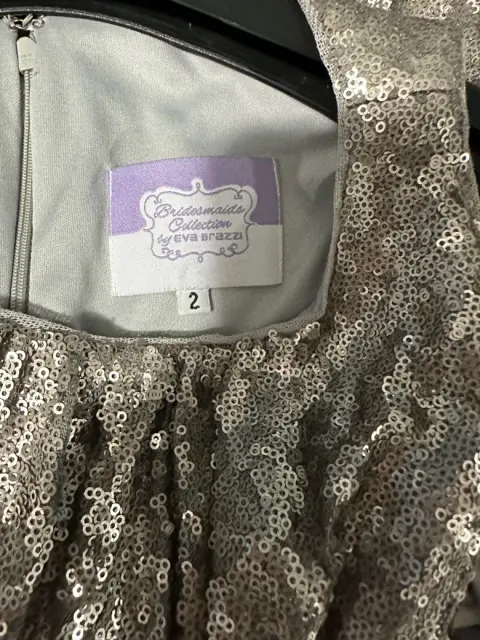 Bridesmaids
Collection
by EVA BRAZZI
2